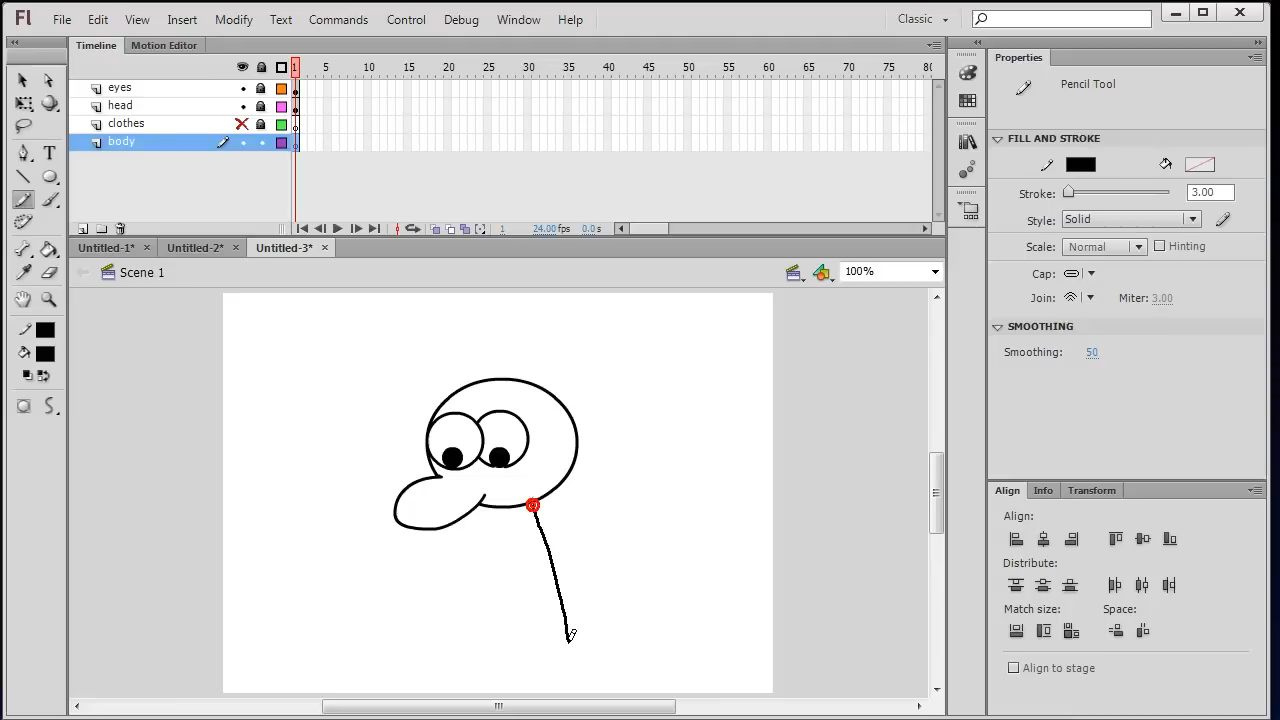 Fl File Edit View Insert Modify Text Commands Control Debug Window Help Classic
Timeline Motion Editor
1 5 10 15 20 25 30 35 40 45 50 55 60 65 70 75 80
eyes
head
clothes
body
1 24.00 fps 0.0 s
Untitled-1* × Untitled-2* × Untitled-3* ×
Scene 1 100%
Properties
Pencil Tool
FILL AND STROKE
Stroke: 3.00
Style: Solid
Scale: Normal Hinting
Cap:
Join: Miter: 3.00
SMOOTHING
Smoothing: 50
Align Info Transform
Align:
Distribute:
Match size: Space:
Align to stage